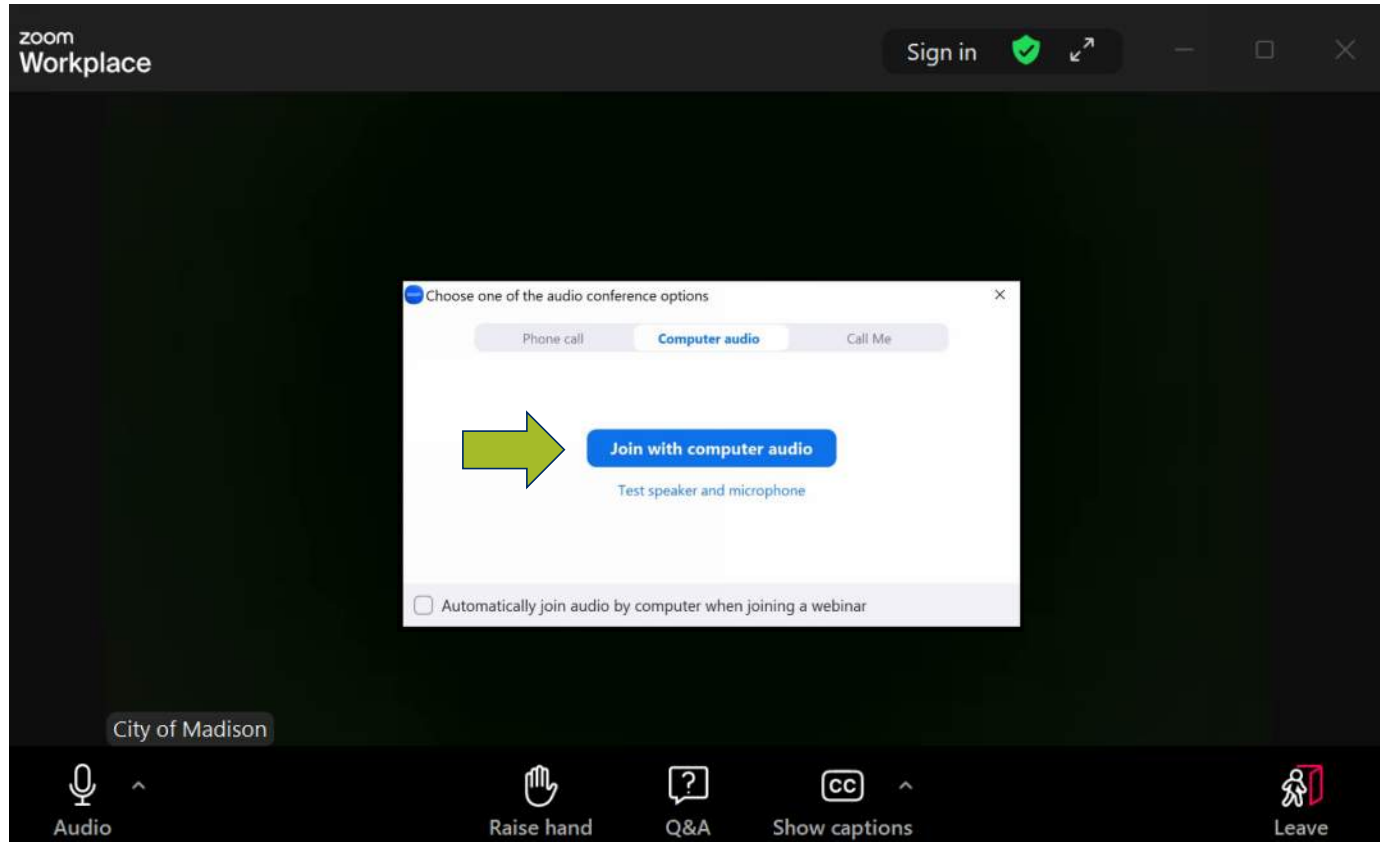 zoom
Workplace
Sign in
Choose one of the audio conference options
Phone call Computer audio Call Me
Join with computer audio
Test speaker and microphone
Automatically join audio by computer when joining a webinar
City of Madison
CC
Audio Raise hand Q&A Show captions Leave